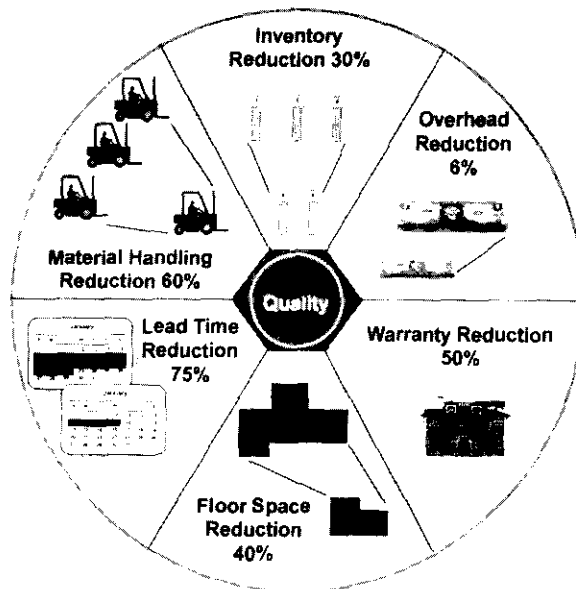 Inventory
Reduction 30%
Overhead
Reduction
6%
Material Handling
Reduction 60%
Quality
Lead Time
Reduction
75%
Warranty Reduction
50%
Floor Space
Reduction
40%